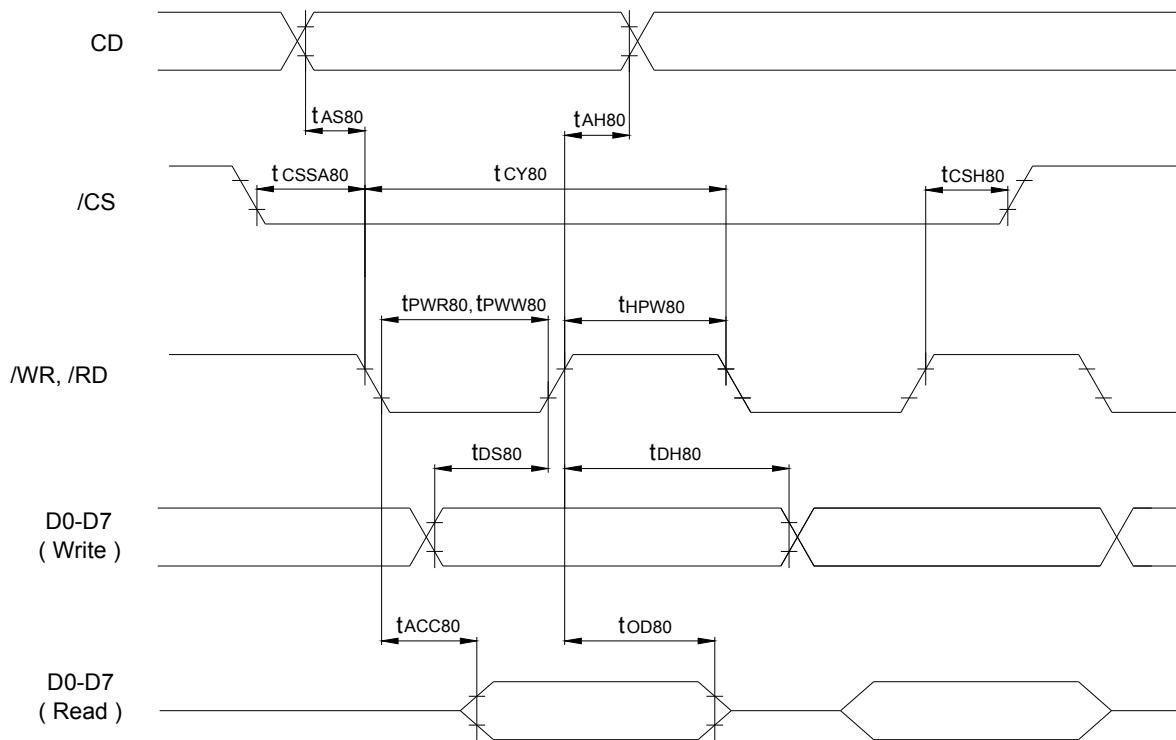 CD
tAS80
tAH80
tCSSA80
tCY80
tCSH80
/CS
tPWR80, tPWW80
tHPW80
/WR, /RD
tDS80
tDH80
D0-D7
( Write )
tACC80
tOD80
D0-D7
( Read )